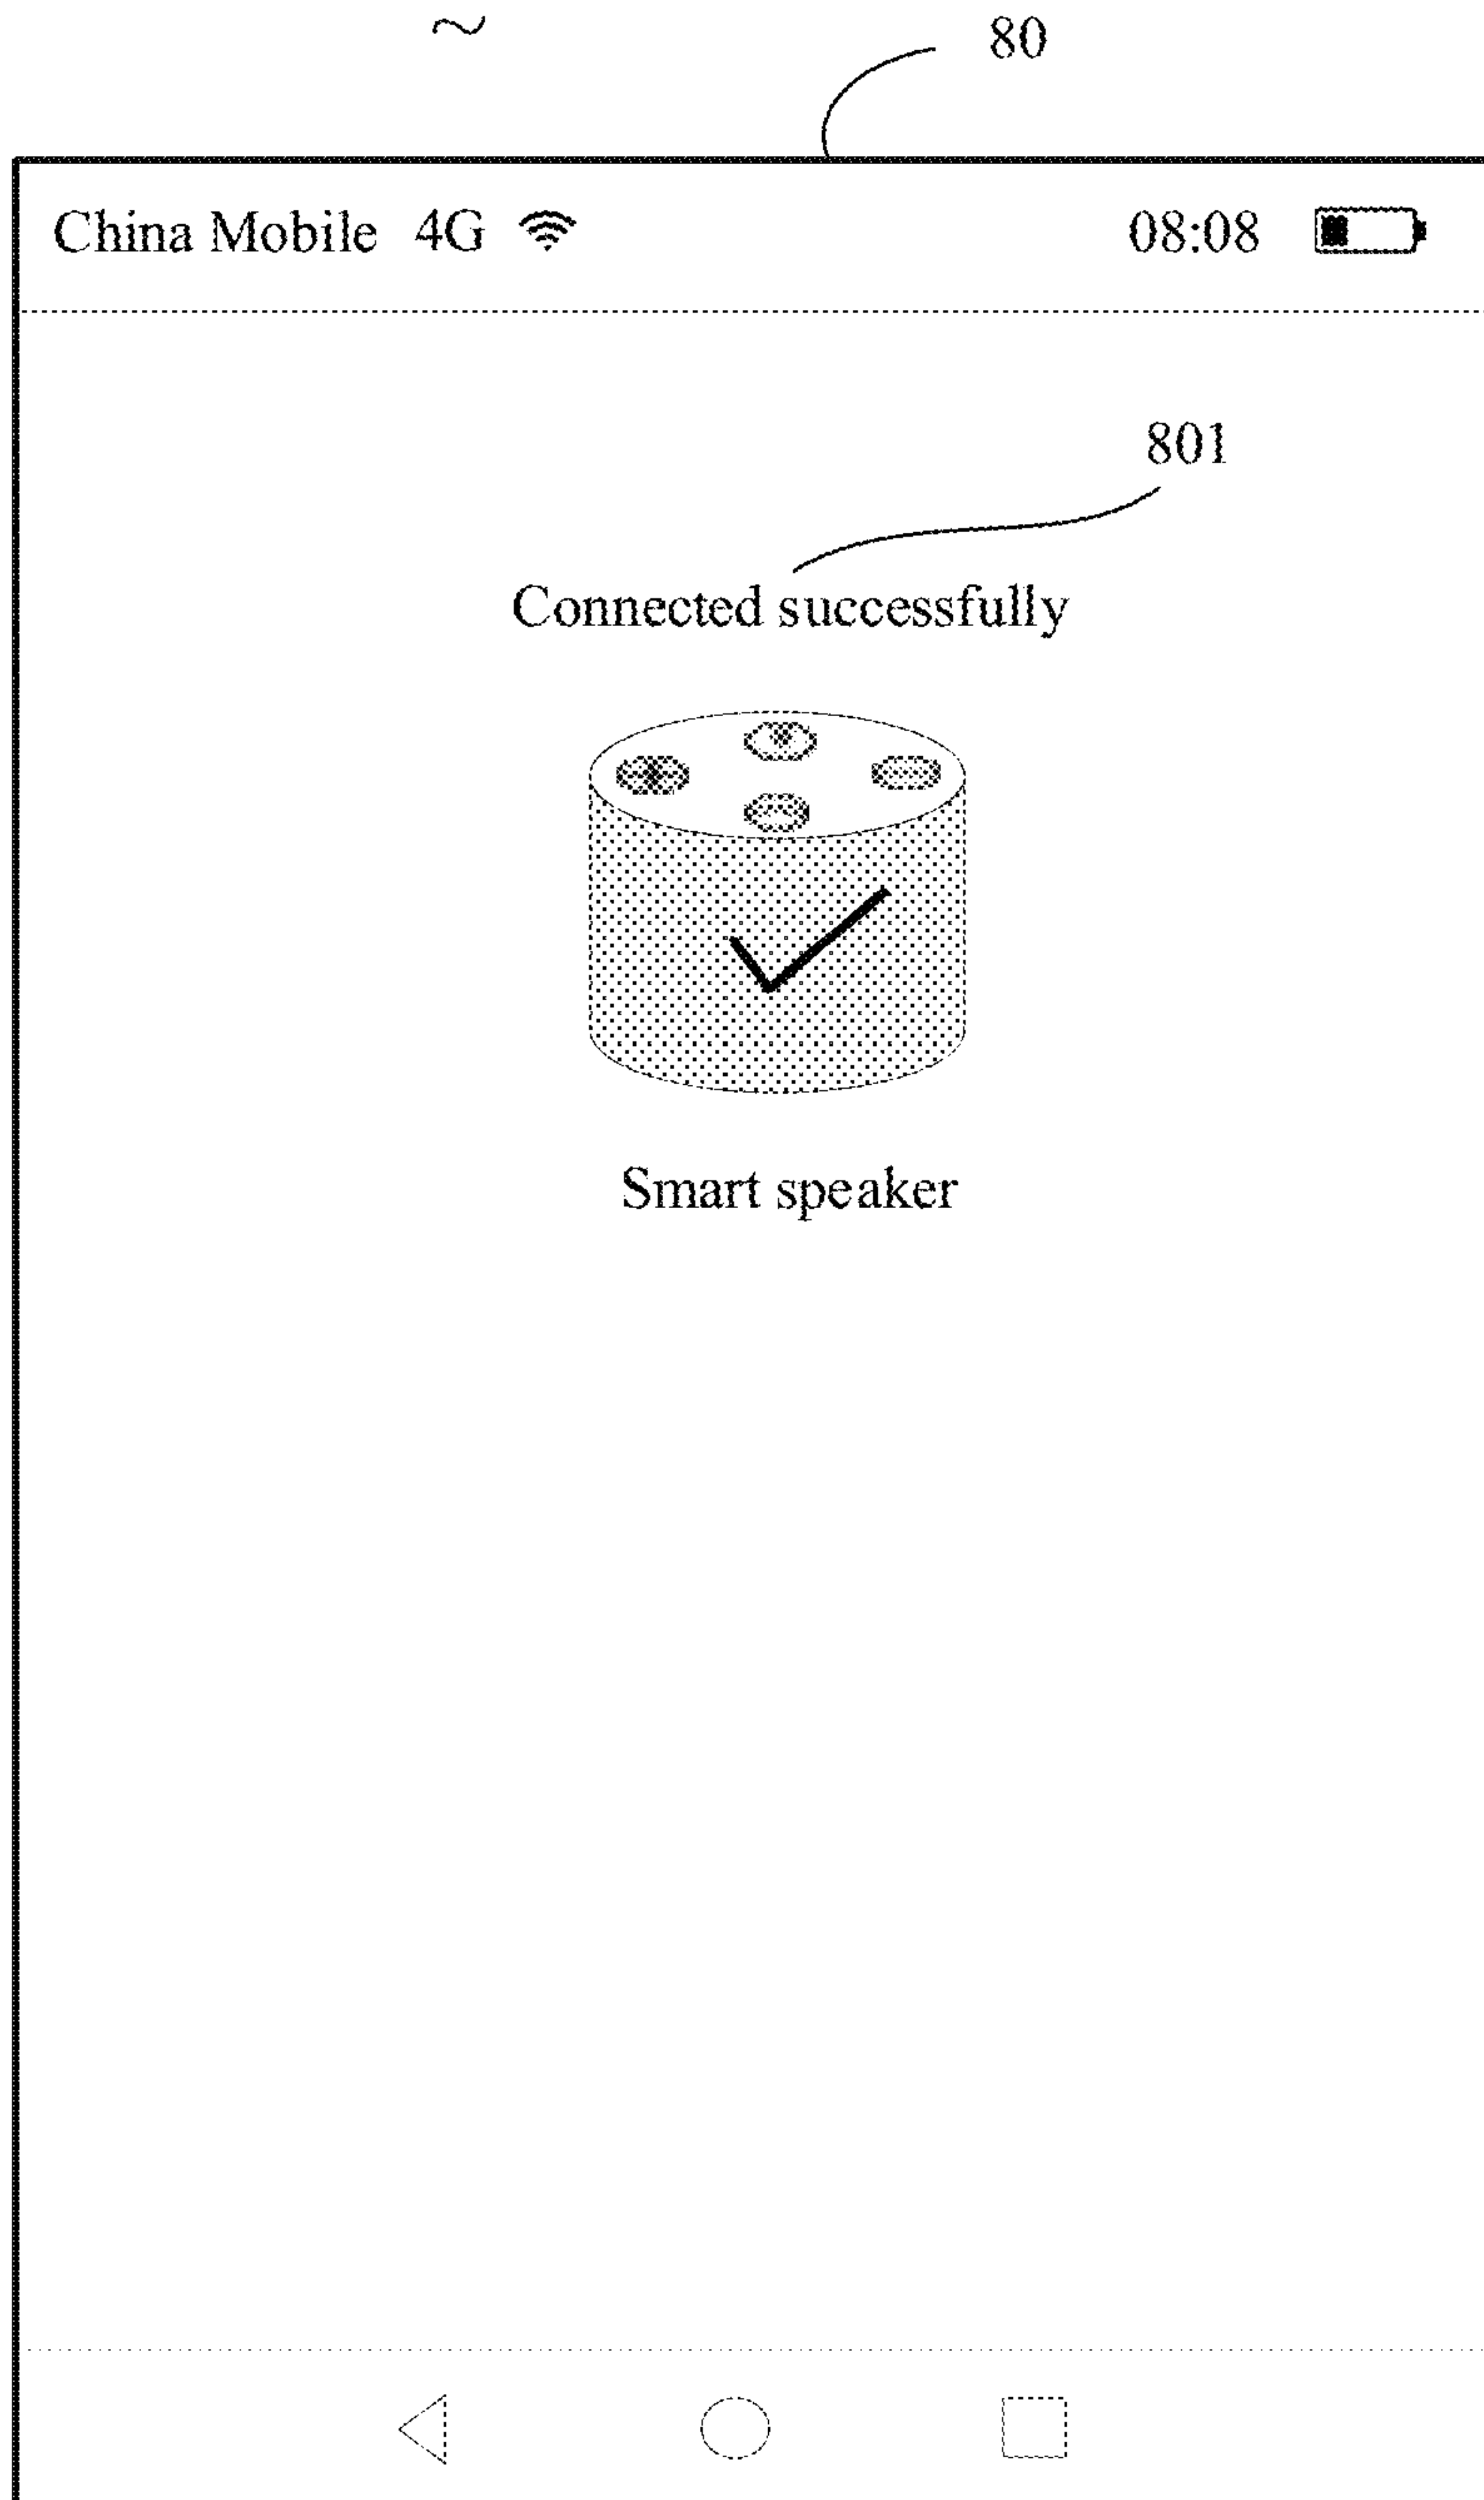 80
China Mobile 4G 08:08
801
Connected successfully
Smart speaker